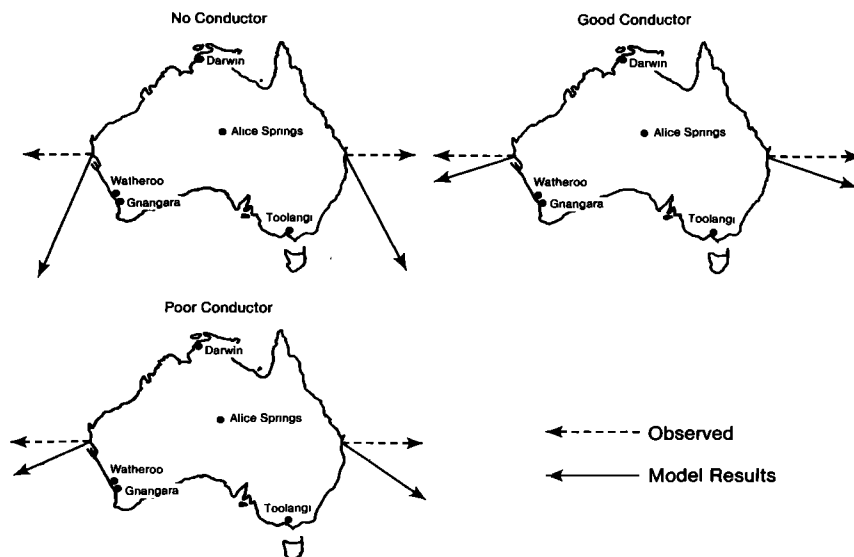 No Conductor
Darwin
Alice Springs
Watheroo
Gnangara
Toolangi
Good Conductor
Darwin
Alice Springs
Watheroo
Gnangara
Toolangi
Poor Conductor
Darwin
Alice Springs
Watheroo
Gnangara
Toolangi
Observed
Model Results